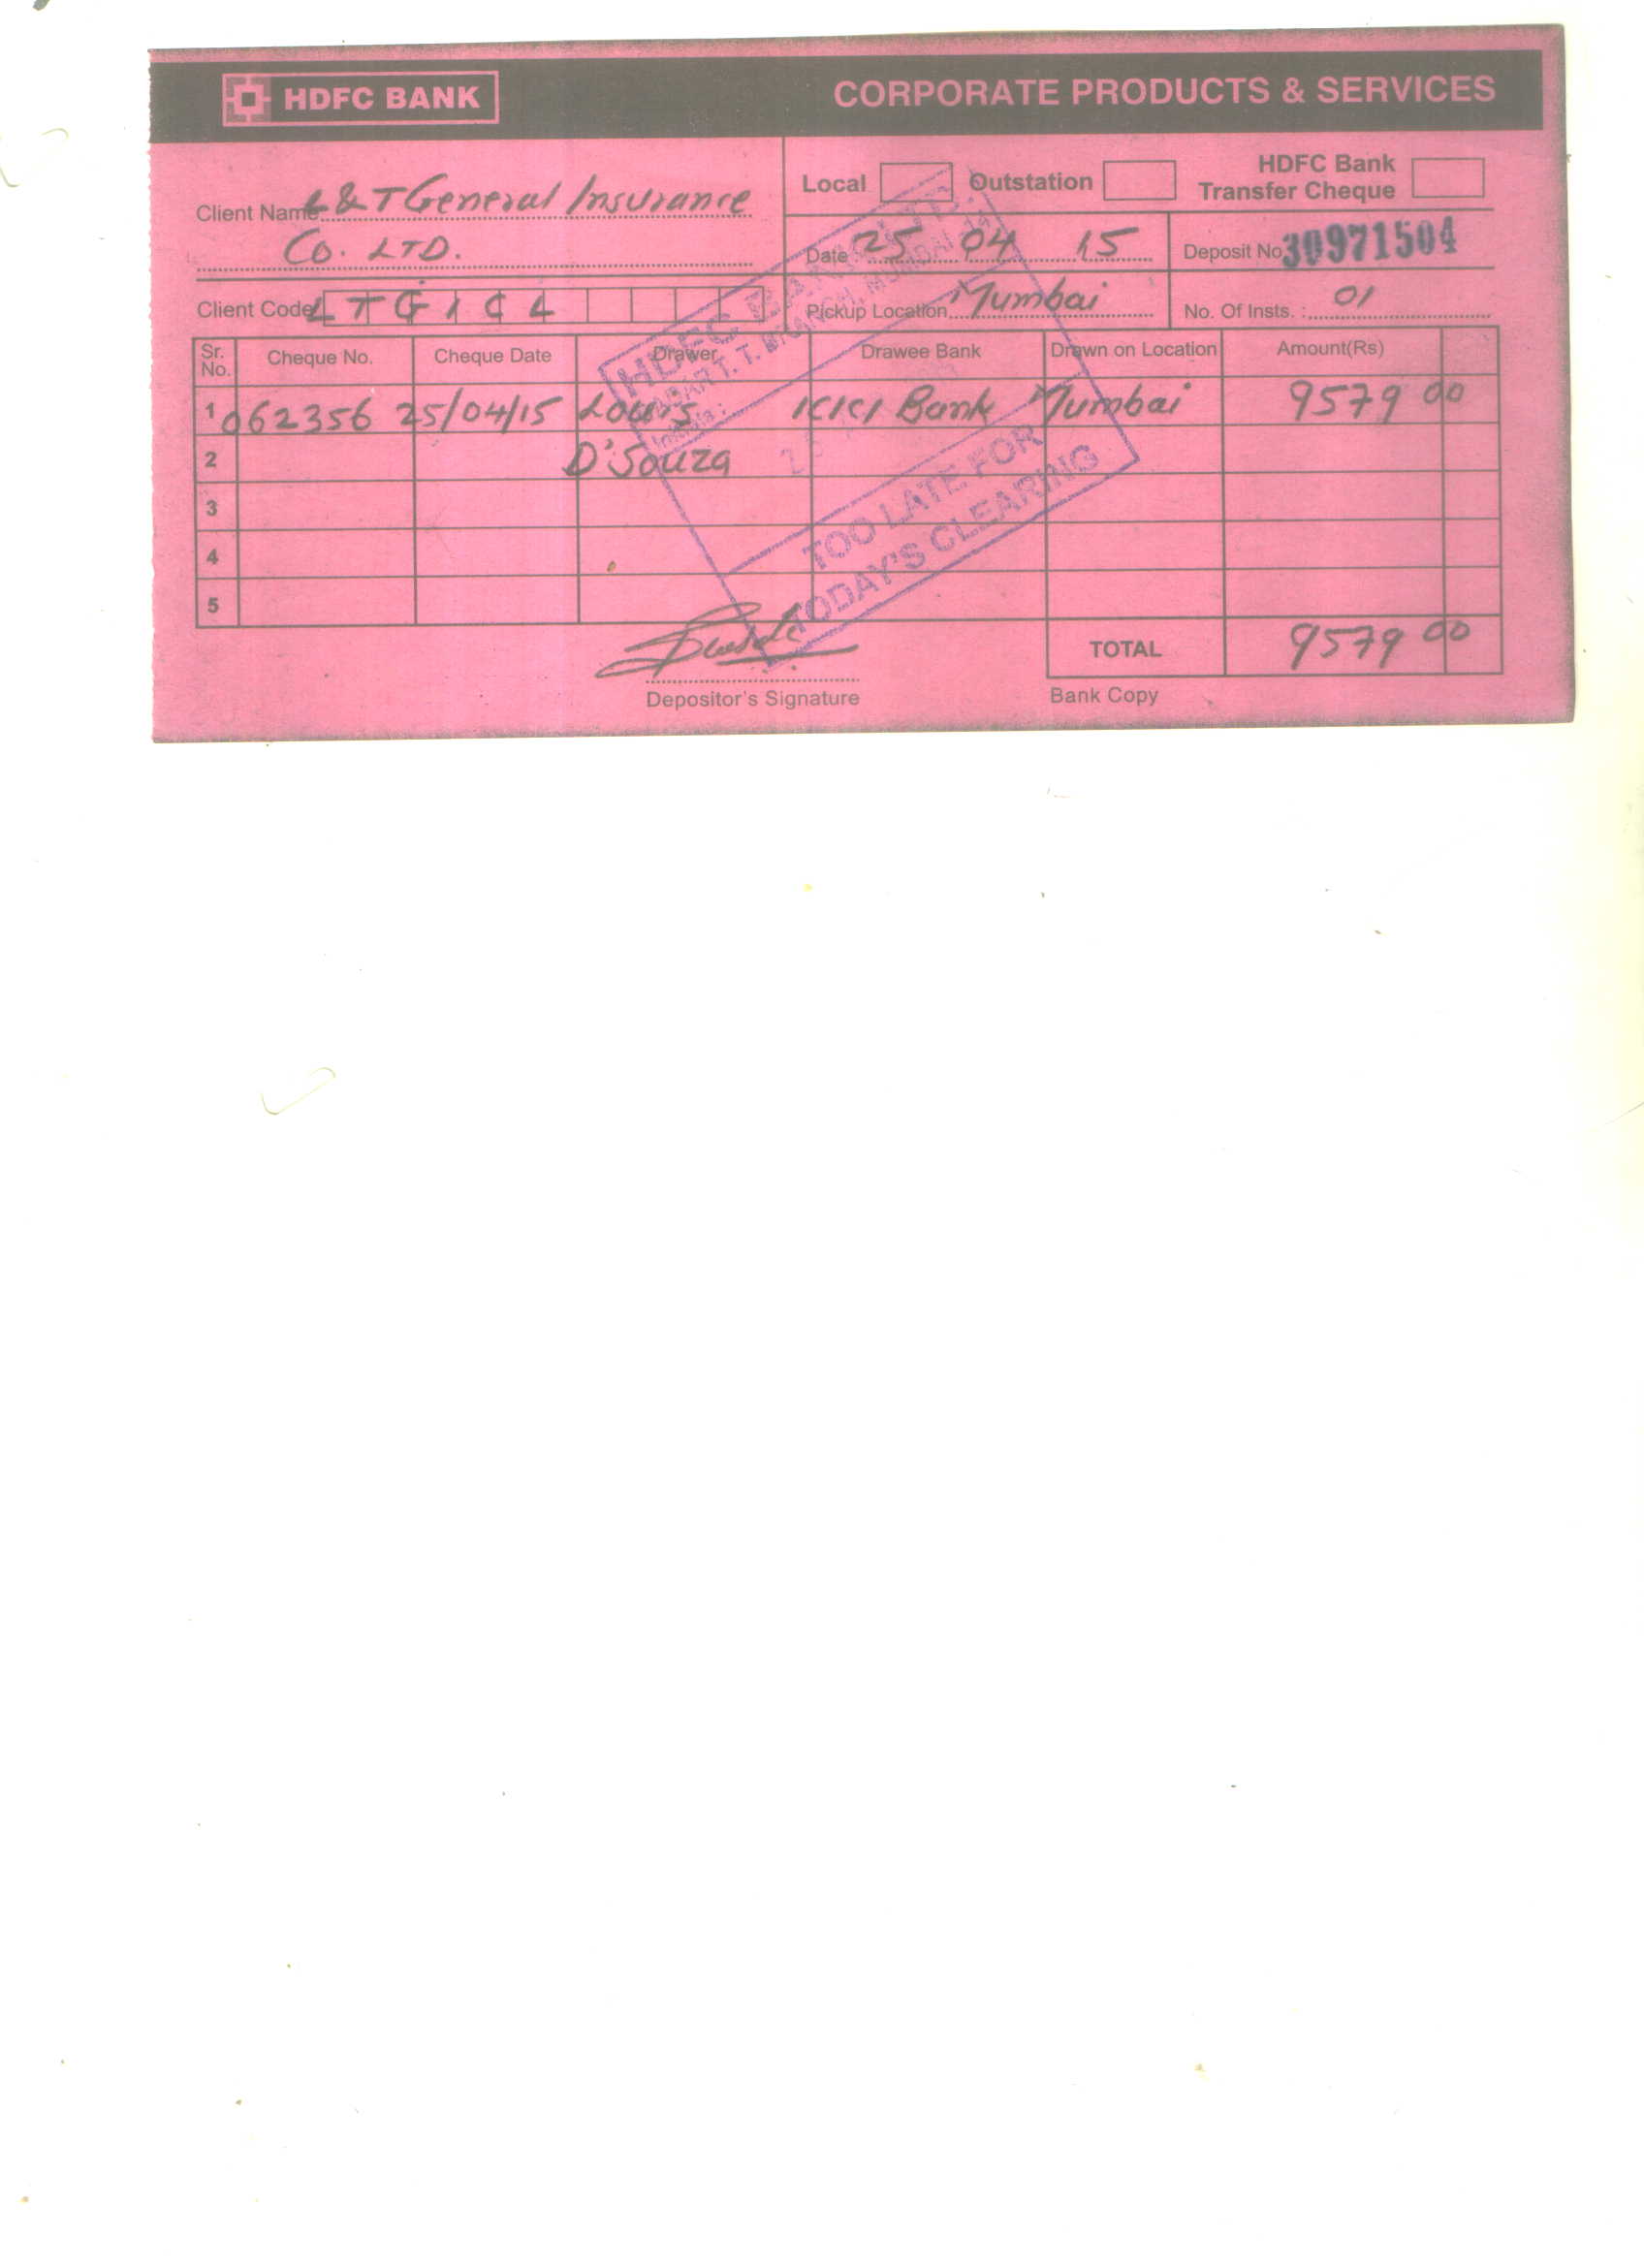 HDFC BANK
CORPORATE PRODUCTS & SERVICES
Local Outstation HDFC Bank
Transfer Cheque
Client Name L & T General Insurance
Co. LTD.
Date 25 04 15
Deposit No 30971504
Client Code L T G I C L
Pickup Location Mumbai
No. Of Insts. : 01
Sr. No. Cheque No. Cheque Date Drawer Drawee Bank Drawn on Location Amount(Rs)
1 062356 25/04/15 Louis ICICI Bank Mumbai 9579 00
2 D'Souza
3
4
5
TOTAL 9579 00
Depositor's Signature
Bank Copy
HDFC BANK LTD.
T. T. BRANCH, MUMBAI
Initials :
TOO LATE FOR
TODAY'S CLEARING